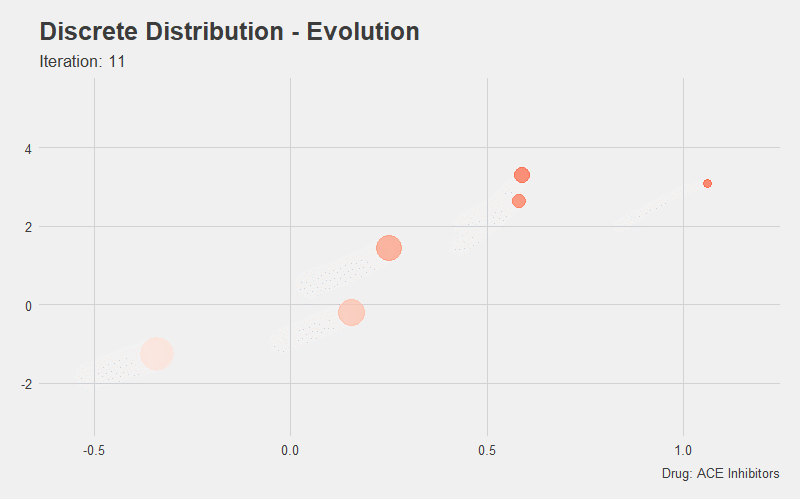 Discrete Distribution - Evolution
Iteration: 11
4
2
0
-2
-0.5 0.0 0.5 1.0
Drug: ACE Inhibitors